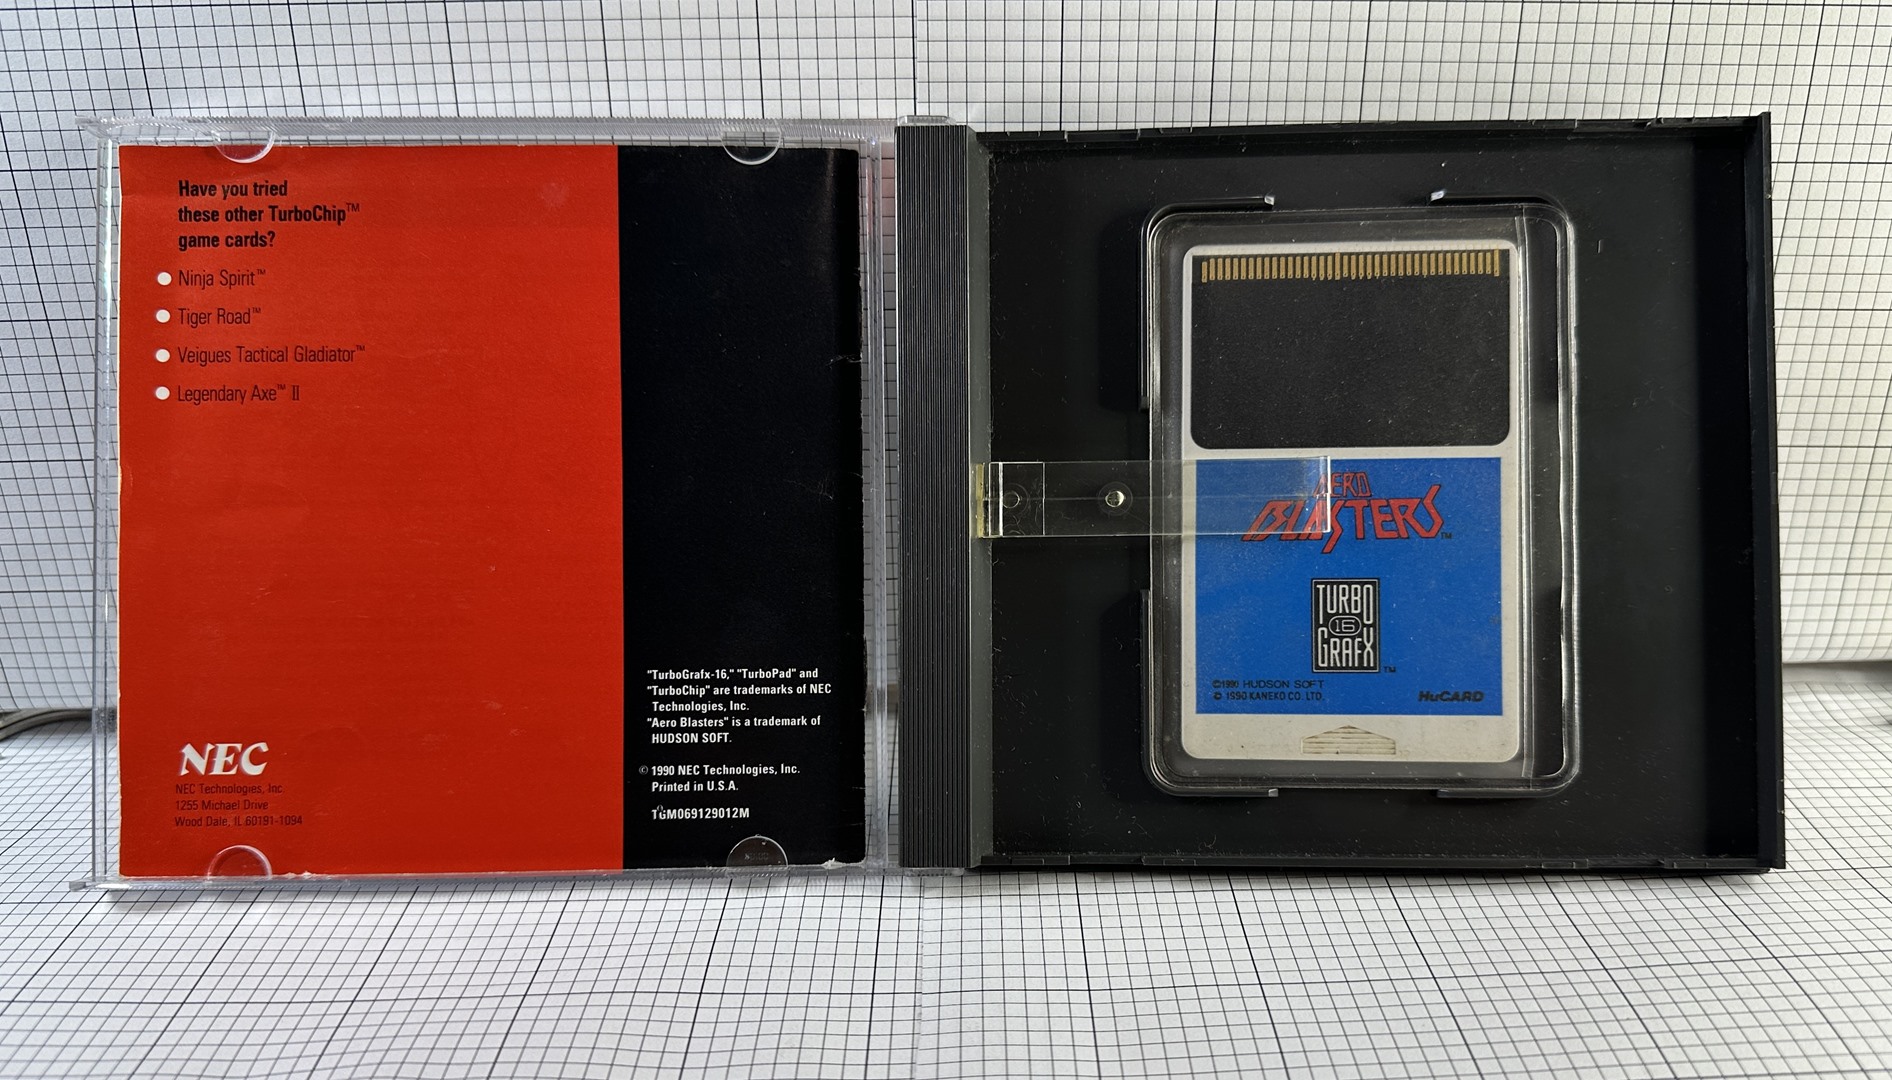 Have you tried
these other TurboChip™
game cards?
Ninja Spirit™
Tiger Road™
Veigues Tactical Gladiator™
Legendary Axe™ II
NEC
NEC Technologies, Inc.
1255 Michael Drive
Wood Dale, IL 60191-1094
"TurboGrafx-16," "TurboPad" and
"TurboChip" are trademarks of NEC
Technologies, Inc.
"Aero Blasters" is a trademark of
HUDSON SOFT.
© 1990 NEC Technologies, Inc.
Printed in U.S.A.
TGM069129012M
AERO
BLASTERS™
TURBO
16
GRAFX™
©1990 HUDSON SOFT
© 1990 KANEKO CO. LTD.
HuCARD